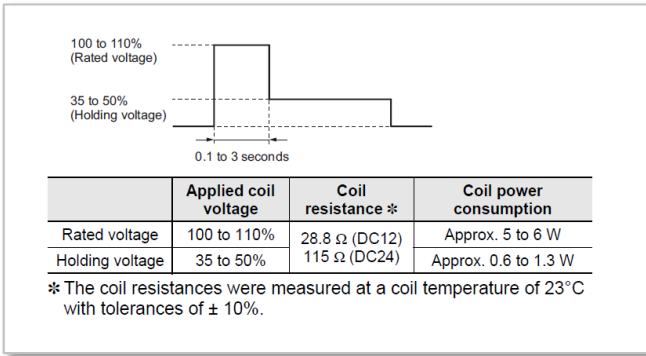 100 to 110%
(Rated voltage)
35 to 50%
(Holding voltage)
0.1 to 3 seconds
Applied coil voltage Coil resistance ✻ Coil power consumption
Rated voltage 100 to 110% 28.8 Ω (DC12) Approx. 5 to 6 W
Holding voltage 35 to 50% 115 Ω (DC24) Approx. 0.6 to 1.3 W
✻ The coil resistances were measured at a coil temperature of 23°C
with tolerances of ± 10%.